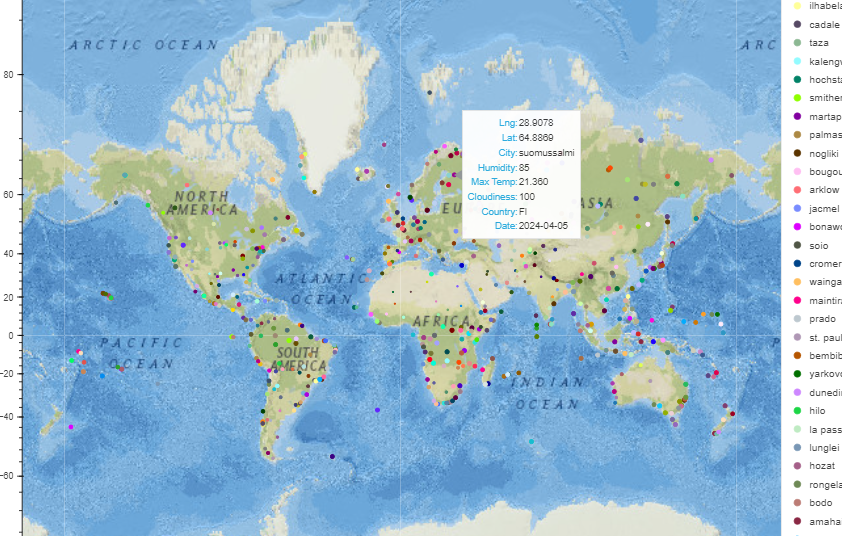 ARCTIC OCEAN
ARC
80
60
40
20
0
-20
-40
-60
NORTH
AMERICA
ATLANTIC
OCEAN
PACIFIC
OCEAN
SOUTH
AMERICA
AFRICA
EU
ASIA
INDIAN
OCEAN
P
Lng: 28.9078
Lat: 64.8869
City: suomussalmi
Humidity: 85
Max Temp: 21.360
Cloudiness: 100
Country: FI
Date: 2024-04-05
ilhabela
cadale
taza
kalengv
hochsta
smither
martap
palmas
nogliki
bougou
arklow
jacmel
bonaw
soio
cromer
wainga
maintira
prado
st. paul
bembib
yarkovo
dunedi
hilo
la pass
lunglei
hozat
rongela
bodo
amaha